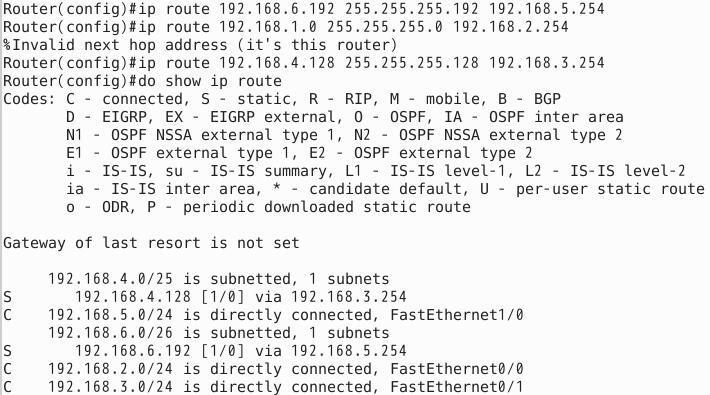 Router(config)#ip route 192.168.6.192 255.255.255.192 192.168.5.254
Router(config)#ip route 192.168.1.0 255.255.255.0 192.168.2.254
%Invalid next hop address (it's this router)
Router(config)#ip route 192.168.4.128 255.255.255.128 192.168.3.254
Router(config)#do show ip route
Codes: C - connected, S - static, R - RIP, M - mobile, B - BGP
       D - EIGRP, EX - EIGRP external, O - OSPF, IA - OSPF inter area
       N1 - OSPF NSSA external type 1, N2 - OSPF NSSA external type 2
       E1 - OSPF external type 1, E2 - OSPF external type 2
       i - IS-IS, su - IS-IS summary, L1 - IS-IS level-1, L2 - IS-IS level-2
       ia - IS-IS inter area, * - candidate default, U - per-user static route
       o - ODR, P - periodic downloaded static route

Gateway of last resort is not set

     192.168.4.0/25 is subnetted, 1 subnets
S       192.168.4.128 [1/0] via 192.168.3.254
C    192.168.5.0/24 is directly connected, FastEthernet1/0
     192.168.6.0/26 is subnetted, 1 subnets
S       192.168.6.192 [1/0] via 192.168.5.254
C    192.168.2.0/24 is directly connected, FastEthernet0/0
C    192.168.3.0/24 is directly connected, FastEthernet0/1